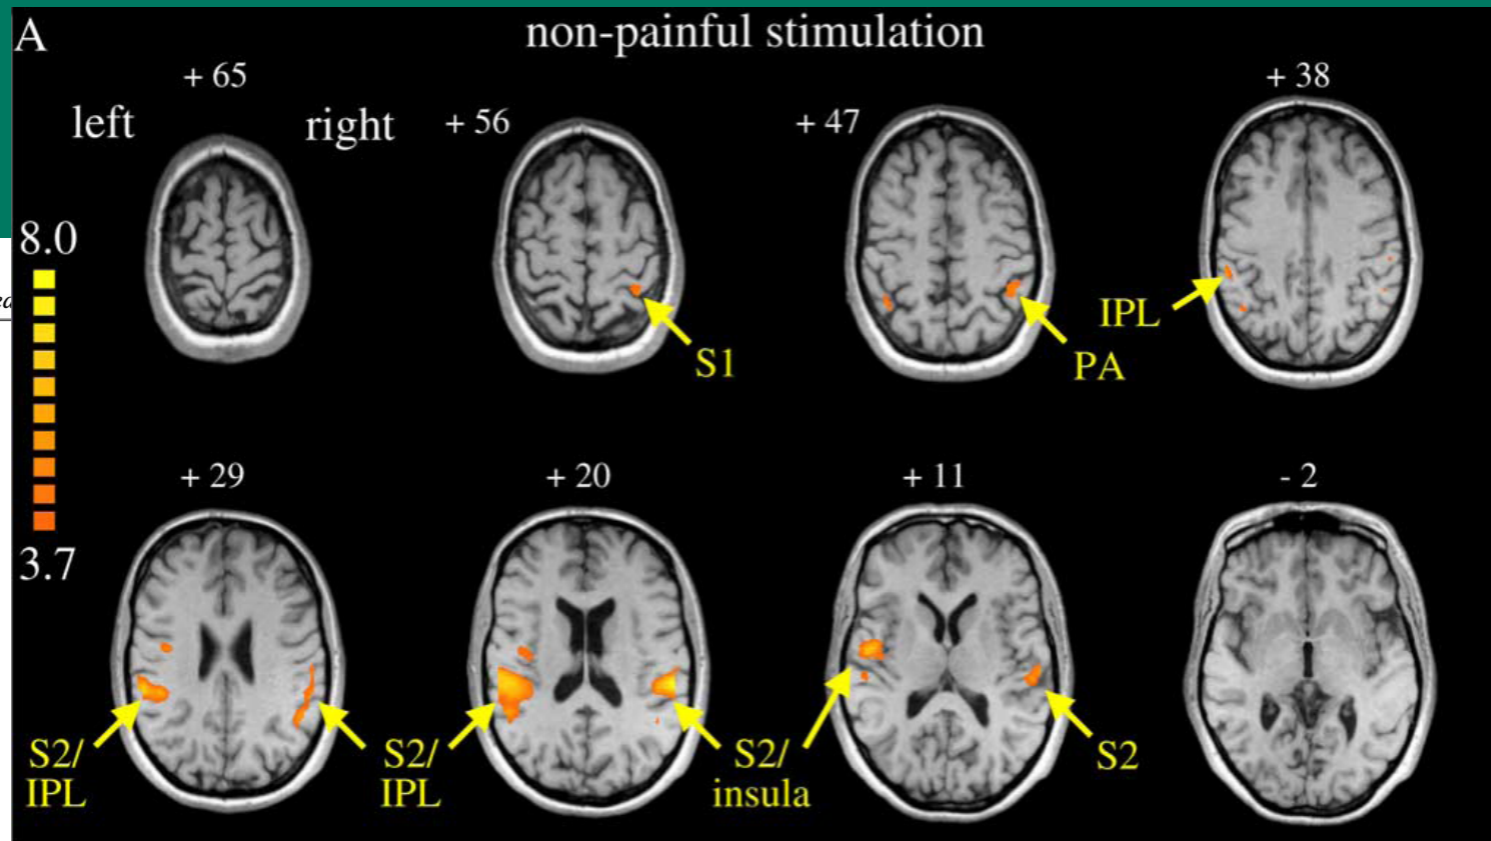 A
non-painful stimulation
+ 65
left
right
+ 56
+ 47
+ 38
8.0
3.7
S1
PA
IPL
+ 29
+ 20
+ 11
- 2
S2/
IPL
S2/
IPL
S2/
insula
S2